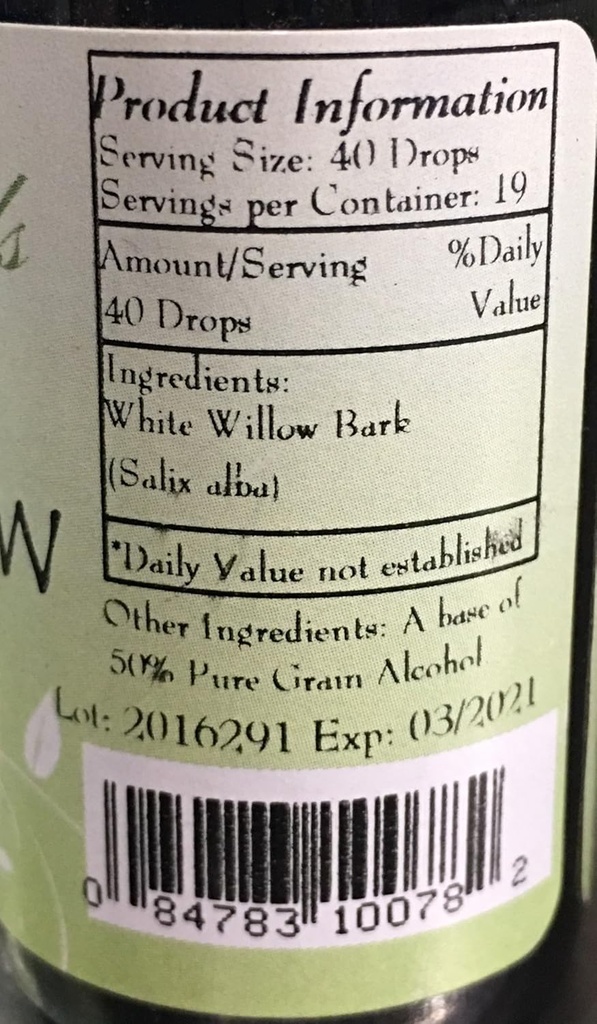 Product Information
Serving Size: 40 Drops
Servings per Container: 19
Amount/Serving %Daily
40 Drops Value
Ingredients:
White Willow Bark
(Salix alba)
*Daily Value not established
Other Ingredients: A base of
50% Pure Grain Alcohol
Lot: 2016291 Exp: 03/2021
0 84783 10078 2